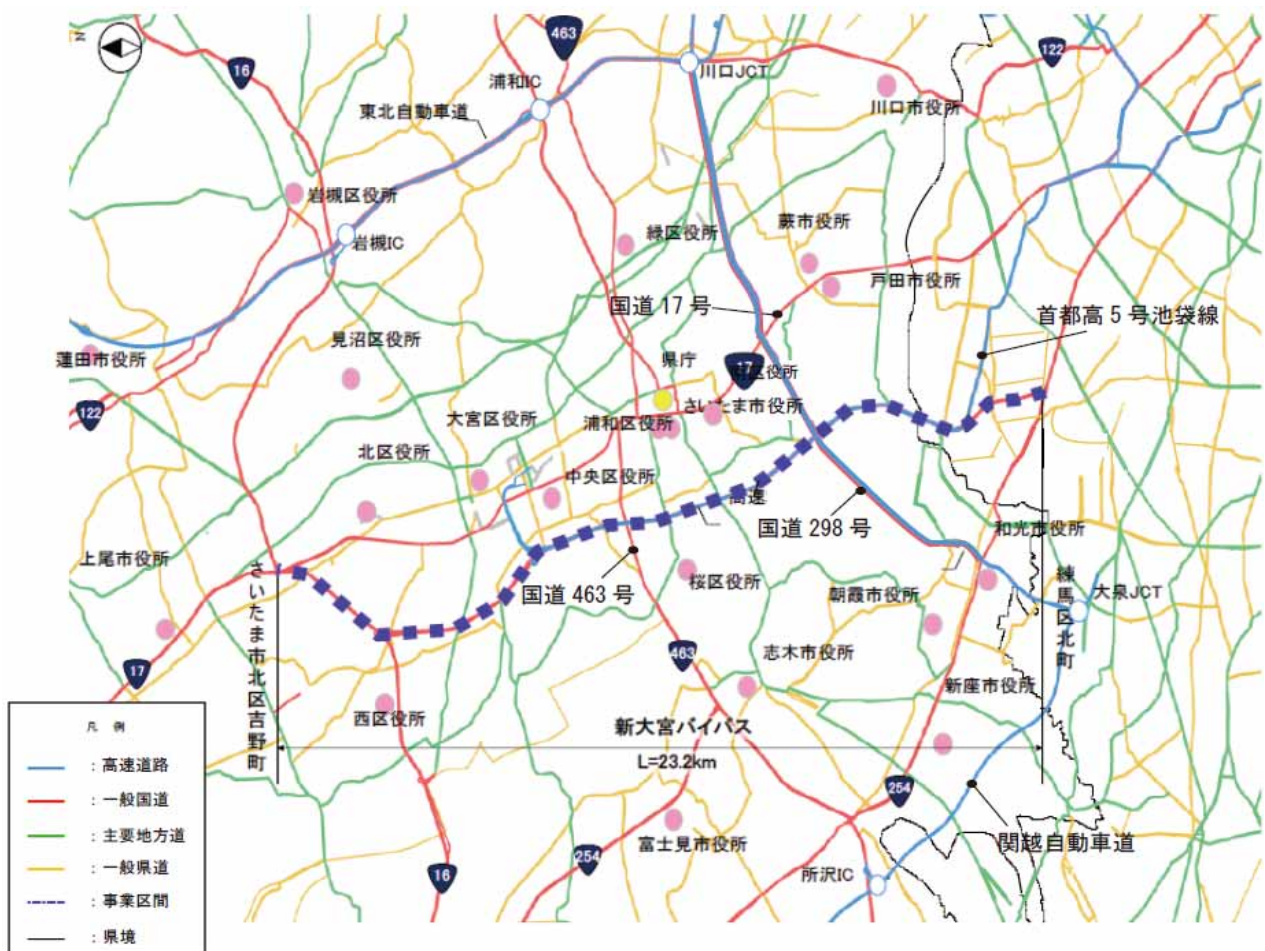 N
16
463
122
浦和IC
川口JCT
川口市役所
東北自動車道
岩槻区役所
岩槻IC
緑区役所
蕨市役所
戸田市役所
国道17号
首都高5号池袋線
蓮田市役所
見沼区役所
県庁
17
区役所
122
大宮区役所
浦和区役所
さいたま市役所
北区役所
中央区役所
高速
国道298号
和光市役所
上尾市役所
国道463号
桜区役所
朝霞市役所
大泉JCT
さいたま市北区吉野町
練馬区北町
17
463
志木市役所
新座市役所
西区役所
新大宮バイパス
L=23.2km
254
富士見市役所
関越自動車道
254
16
所沢IC
凡 例
：高速道路
：一般国道
：主要地方道
：一般県道
：事業区間
：県境